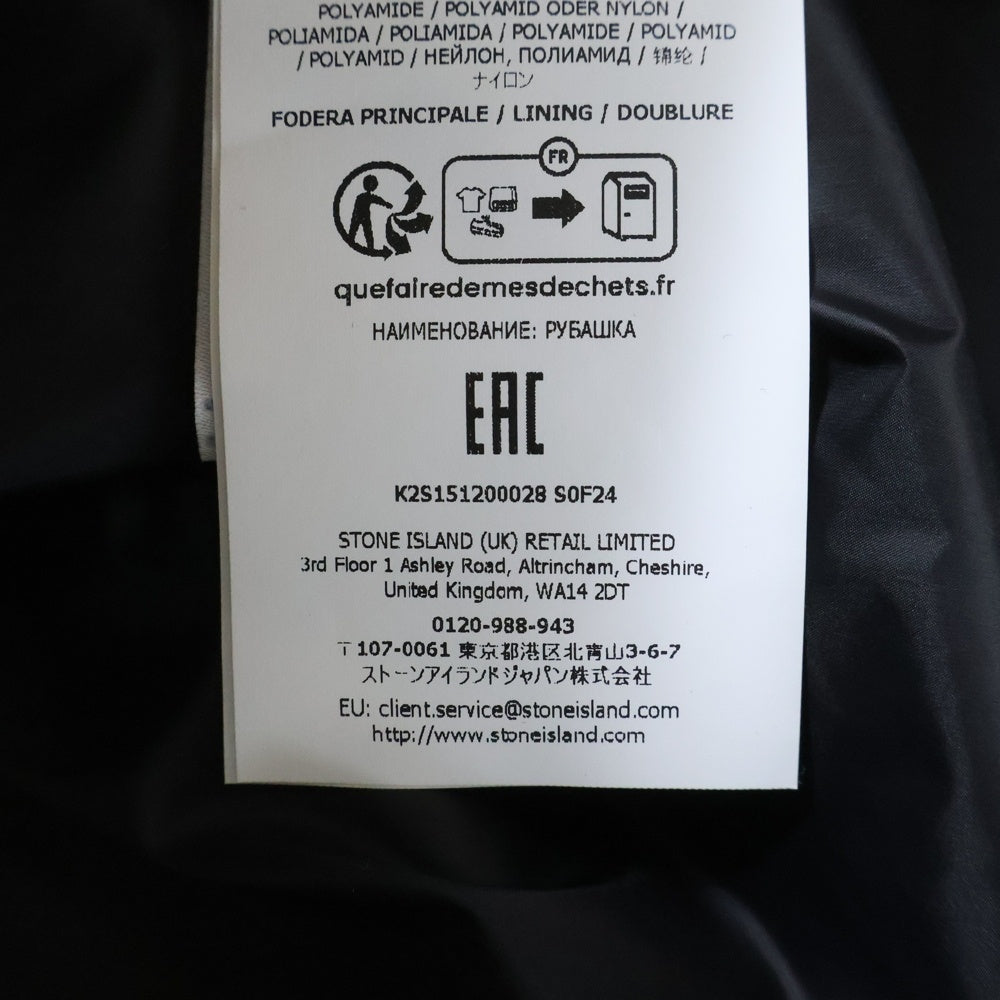 POLYAMIDE / POLYAMID ODER NYLON /
POLIAMIDA / POLIAMIDA / POLYAMIDE / POLYAMID
/ POLYAMID / НЕЙЛОН, ПОЛИАМИД / 锦纶 /
ナイロン
FODERA PRINCIPALE / LINING / DOUBLURE
FR
quefairedemesdechets.fr
НАИМЕНОВАНИЕ: РУБАШКА
EAC
K2S151200028 S0F24
STONE ISLAND (UK) RETAIL LIMITED
3rd Floor 1 Ashley Road, Altrincham, Cheshire,
United Kingdom, WA14 2DT
0120-988-943
〒107-0061 東京都港区北青山3-6-7
ストーンアイランドジャパン株式会社
EU: client.service@stoneisland.com
http://www.stoneisland.com